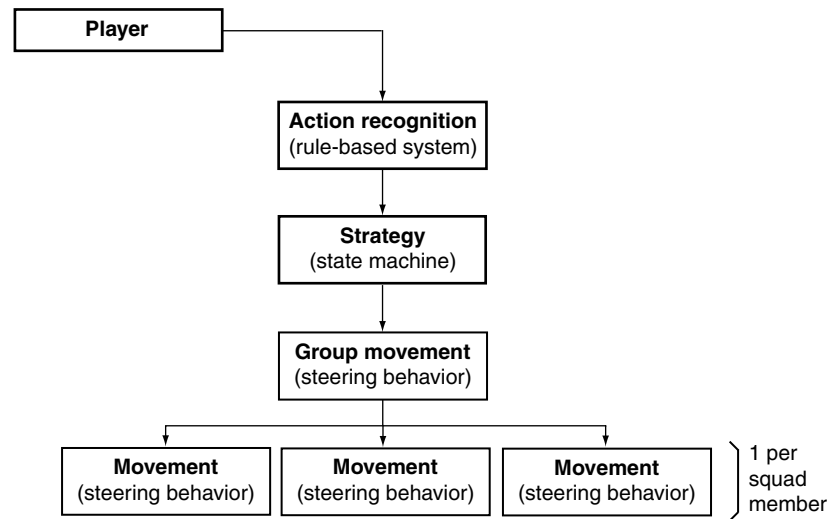 Player
Action recognition
(rule-based system)
Strategy
(state machine)
Group movement
(steering behavior)
Movement
(steering behavior)
Movement
(steering behavior)
Movement
(steering behavior)
1 per
squad
member